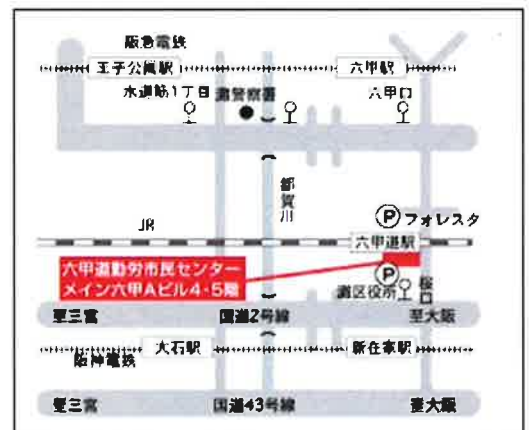 阪急電鉄
王子公園駅 六甲駅
水道筋1丁目 灘警察署 六甲口
都賀川
P フォレスタ
JR
六甲道駅
六甲道勤労市民センター
メイン六甲Aビル4・5階
P
灘区役所 桜口
至三宮 国道2号線 至大阪
大石駅 新在家駅
阪神電鉄
至三宮 国道43号線 至大阪